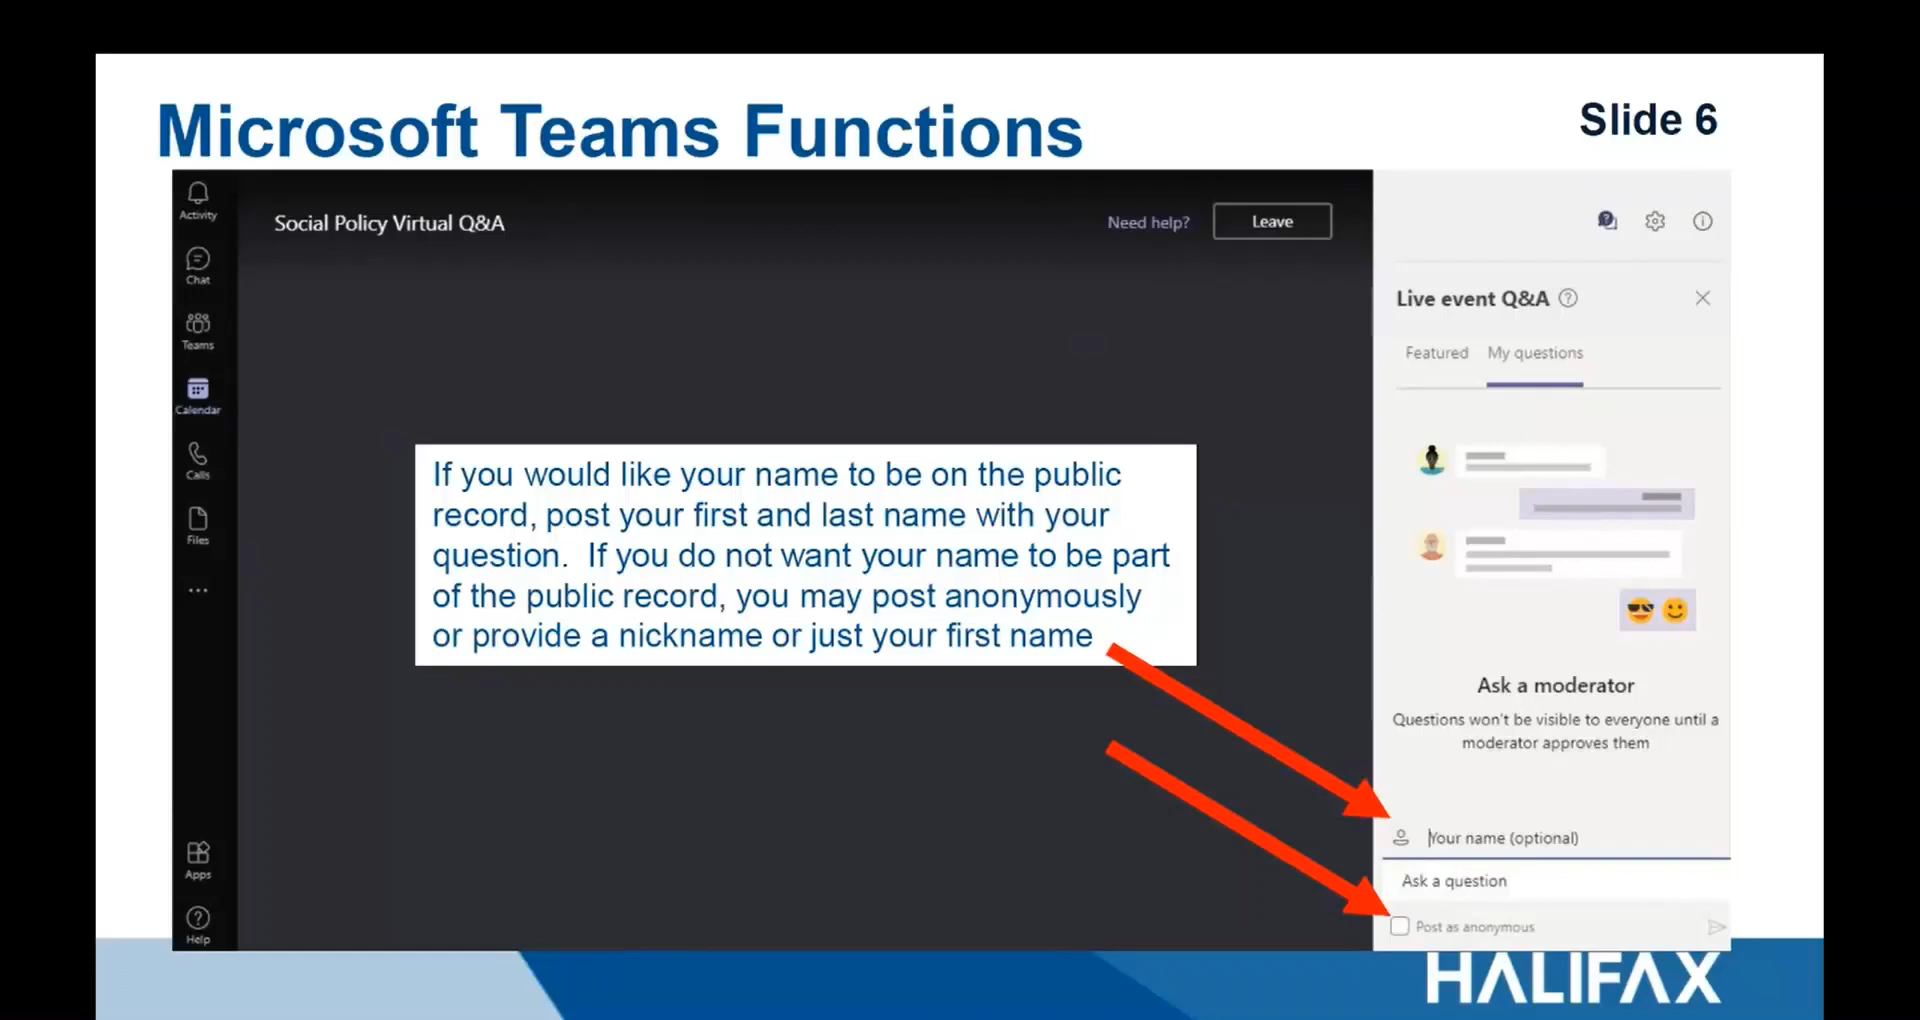 Microsoft Teams Functions
Slide 6
Activity
Chat
Teams
Calendar
Calls
Files
Apps
Help
Social Policy Virtual Q&A
Need help?
Leave
If you would like your name to be on the public
record, post your first and last name with your
question.  If you do not want your name to be part
of the public record, you may post anonymously
or provide a nickname or just your first name
Live event Q&A
Featured
My questions
Ask a moderator
Questions won't be visible to everyone until a
moderator approves them
Your name (optional)
Ask a question
Post as anonymous
HALIFAX